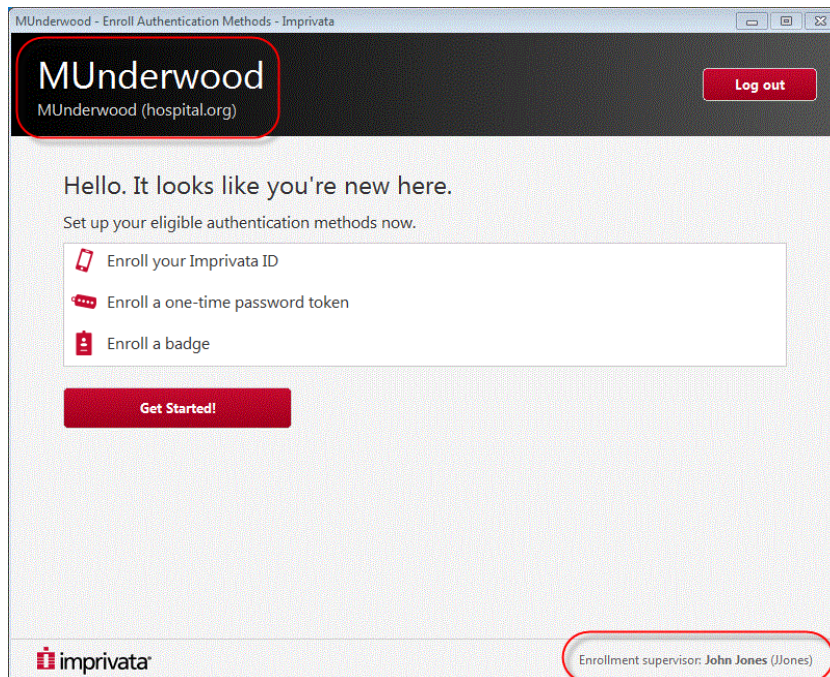 MUnderwood - Enroll Authentication Methods - Imprivata
MUnderwood
MUnderwood (hospital.org)
Log out
Hello. It looks like you're new here.
Set up your eligible authentication methods now.
Enroll your Imprivata ID
Enroll a one-time password token
Enroll a badge
Get Started!
imprivata
Enrollment supervisor: John Jones (JJones)